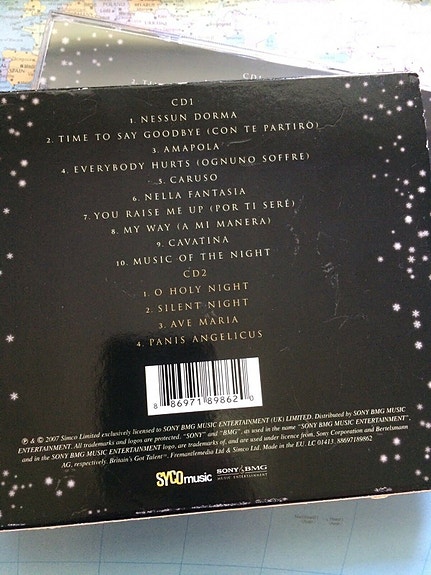 CD1
CD1
1. NESSUN DORMA
2. TIME TO SAY GOODBYE (CON TE PARTIRÒ)
3. AMAPOLA
4. EVERYBODY HURTS (OGNUNO SOFFRE)
5. CARUSO
6. NELLA FANTASIA
7. YOU RAISE ME UP (POR TI SERÉ)
8. MY WAY (A MI MANERA)
9. CAVATINA
10. MUSIC OF THE NIGHT
CD2
1. O HOLY NIGHT
2. SILENT NIGHT
3. AVE MARIA
4. PANIS ANGELICUS
8 86971 89862 0
℗ & © 2007 Simco Limited exclusively licensed to SONY BMG MUSIC ENTERTAINMENT (UK) LIMITED. Distributed by SONY BMG MUSIC
ENTERTAINMENT. All trademarks and logos are protected. "SONY" and "BMG", as used in the name "SONY BMG MUSIC ENTERTAINMENT",
and in the SONY BMG MUSIC ENTERTAINMENT logo, are trademarks of, and are used under licence from, Sony Corporation and Bertelsmann
AG, respectively. Britain's Got Talent™. Fremantlemedia Ltd & Simco Ltd. Made in the EU. LC 01413. 88697189862
SYCOmusic
SONY BMG
MUSIC ENTERTAINMENT